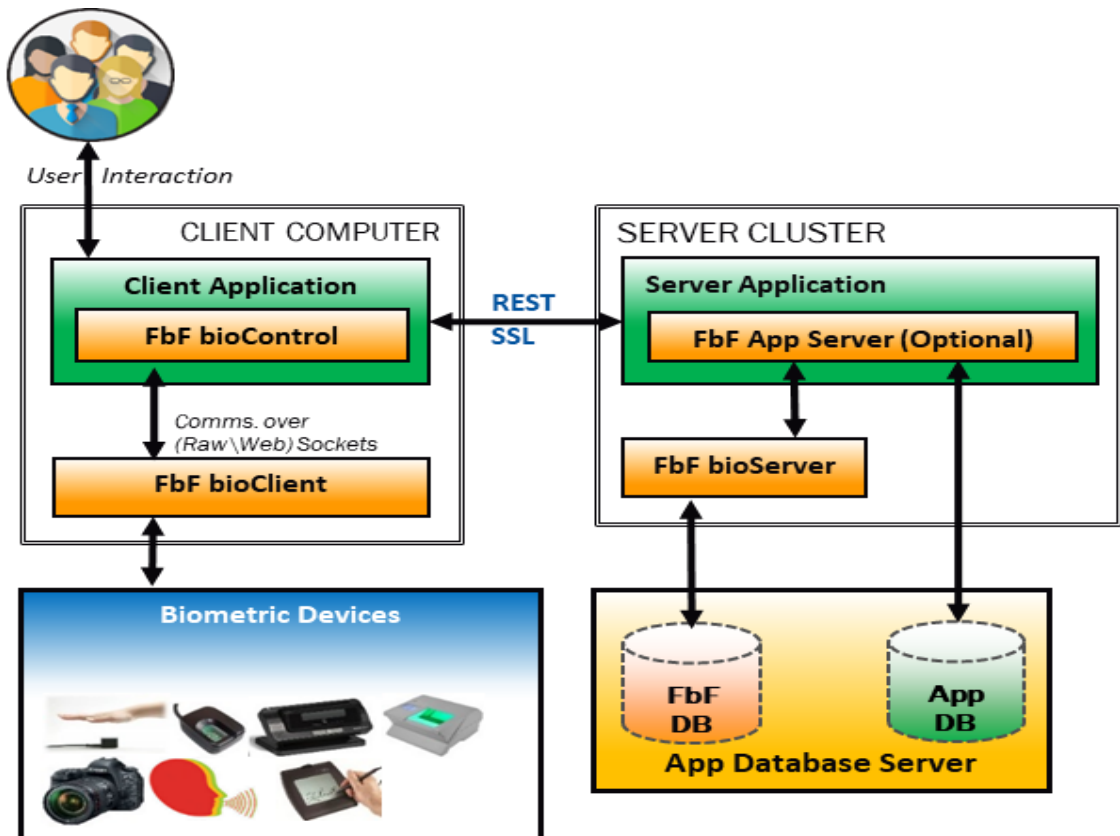 User Interaction
CLIENT COMPUTER
Client Application
FbF bioControl
Comms. over
(Raw\Web) Sockets
FbF bioClient
Biometric Devices
REST
SSL
SERVER CLUSTER
Server Application
FbF App Server (Optional)
FbF bioServer
FbF
DB
App
DB
App Database Server